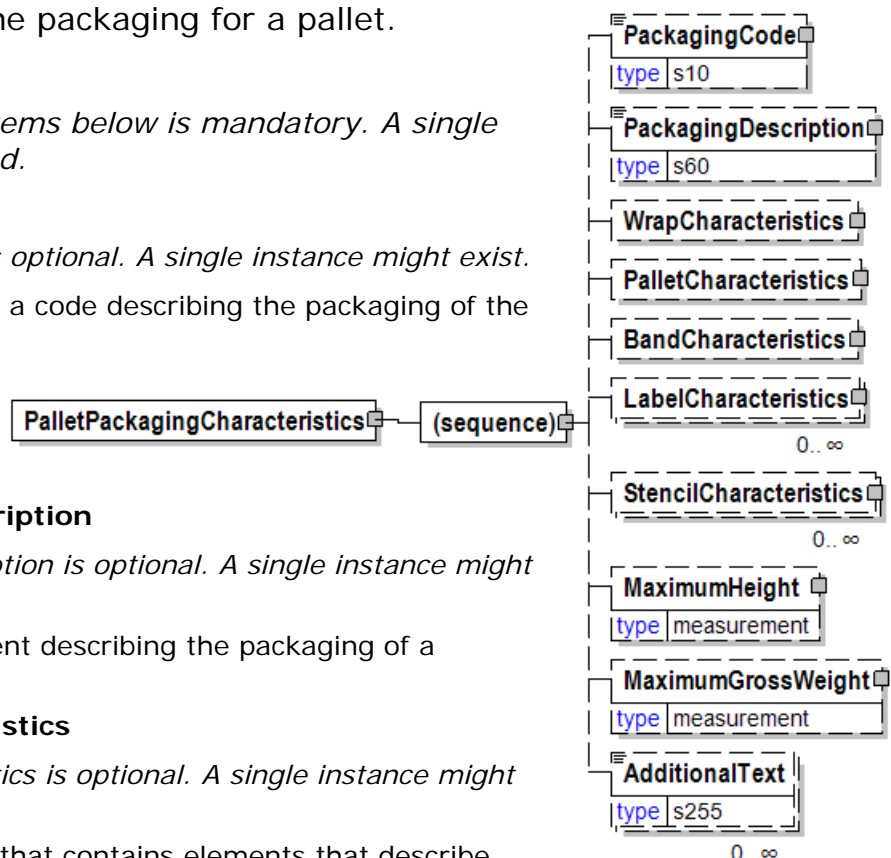 he packaging for a pallet.
ems below is mandatory. A single
d.
s optional. A single instance might exist.
a code describing the packaging of the
ription
otion is optional. A single instance might
ent describing the packaging of a
istics
tics is optional. A single instance might
that contains elements that describe
PalletPackagingCharacteristics
(sequence)
PackagingCode
type s10
PackagingDescription
type s60
WrapCharacteristics
PalletCharacteristics
BandCharacteristics
LabelCharacteristics
0.. ∞
StencilCharacteristics
0.. ∞
MaximumHeight
type measurement
MaximumGrossWeight
type measurement
AdditionalText
type s255
0.. ∞